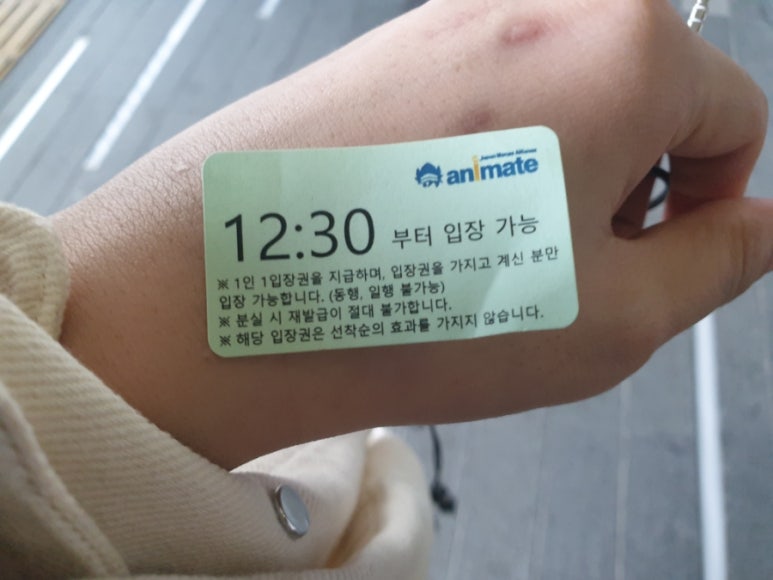 animate
12:30 부터 입장 가능
※ 1인 1입장권을 지급하며, 입장권을 가지고 계신 분만
입장 가능합니다. (동행, 일행 불가능)
※ 분실 시 재발급이 절대 불가합니다.
※ 해당 입장권은 선착순의 효과를 가지지 않습니다.